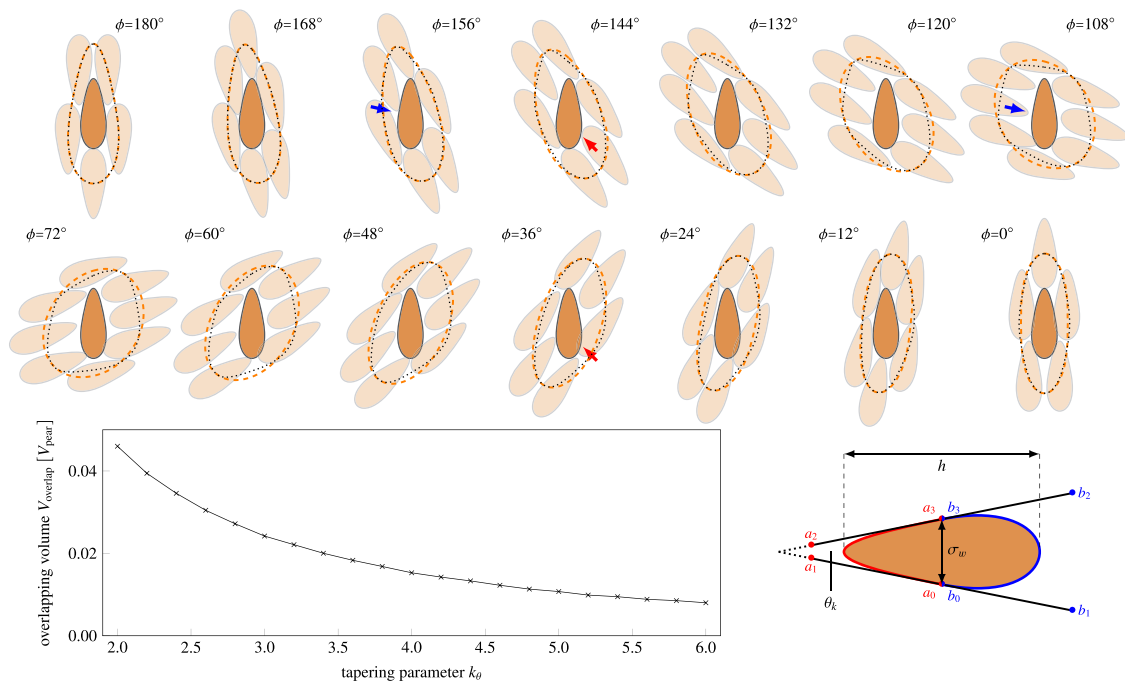 ϕ=180° ϕ=168° ϕ=156° ϕ=144° ϕ=132° ϕ=120° ϕ=108°
ϕ=72° ϕ=60° ϕ=48° ϕ=36° ϕ=24° ϕ=12° ϕ=0°
overlapping volume V_overlap [V_pear]
0.04
0.02
0.00
2.0 2.5 3.0 3.5 4.0 4.5 5.0 5.5 6.0
tapering parameter k_θ
h
b₂
a₃ b₃
a₂
σ_w
a₁
a₀ b₀
θ_k
b₁